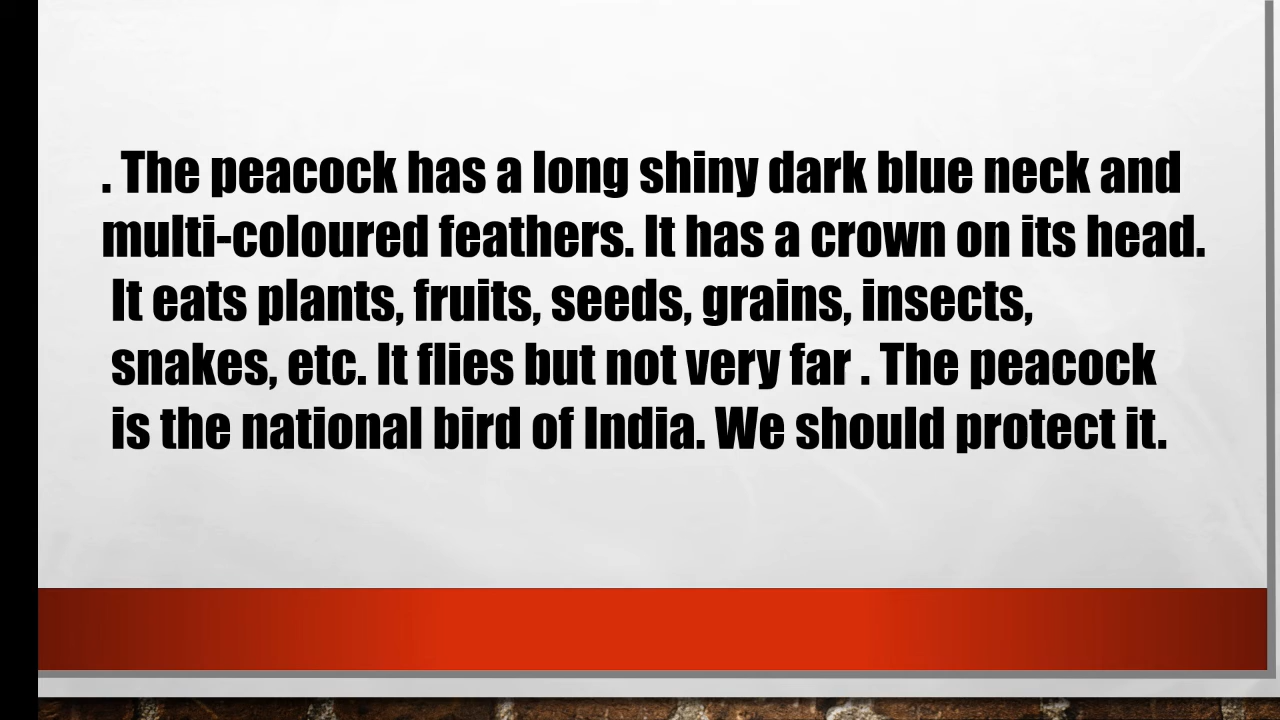 . The peacock has a long shiny dark blue neck and
multi-coloured feathers. It has a crown on its head.
It eats plants, fruits, seeds, grains, insects,
snakes, etc. It flies but not very far . The peacock
is the national bird of India. We should protect it.